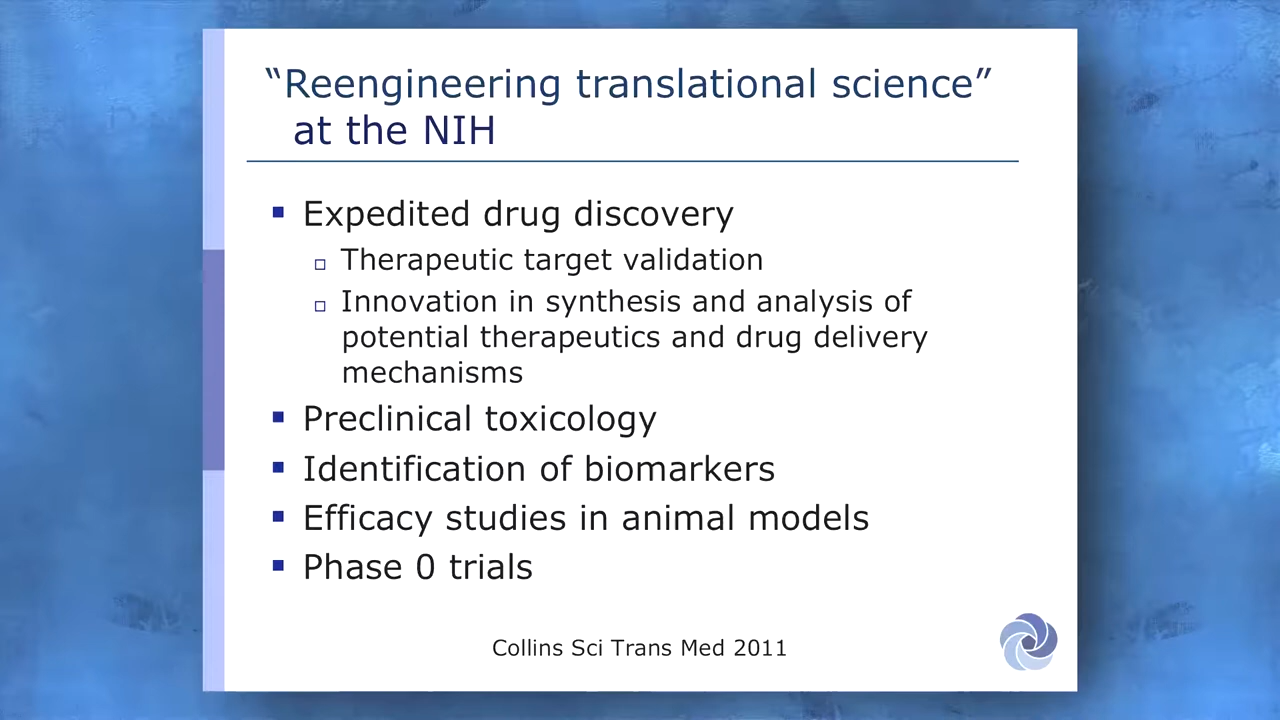 “Reengineering translational science”
at the NIH
▪ Expedited drug discovery
▫ Therapeutic target validation
▫ Innovation in synthesis and analysis of
potential therapeutics and drug delivery
mechanisms
▪ Preclinical toxicology
▪ Identification of biomarkers
▪ Efficacy studies in animal models
▪ Phase 0 trials
Collins Sci Trans Med 2011